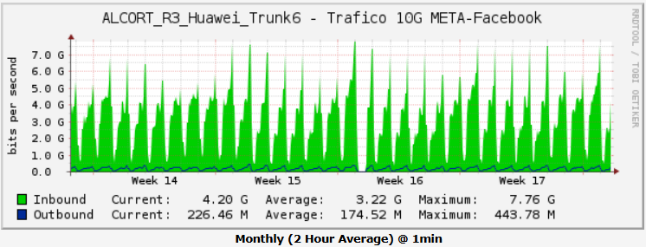 ALCORT_R3_Huawei_Trunk6 - Trafico 10G META-Facebook
RRDTOOL / TOBI OETIKER
bits per second
7.0 G
6.0 G
5.0 G
4.0 G
3.0 G
2.0 G
1.0 G
0.0
Week 14 Week 15 Week 16 Week 17
Inbound Current: 4.20 G Average: 3.22 G Maximum: 7.76 G
Outbound Current: 226.46 M Average: 174.52 M Maximum: 443.78 M
Monthly (2 Hour Average) @ 1min